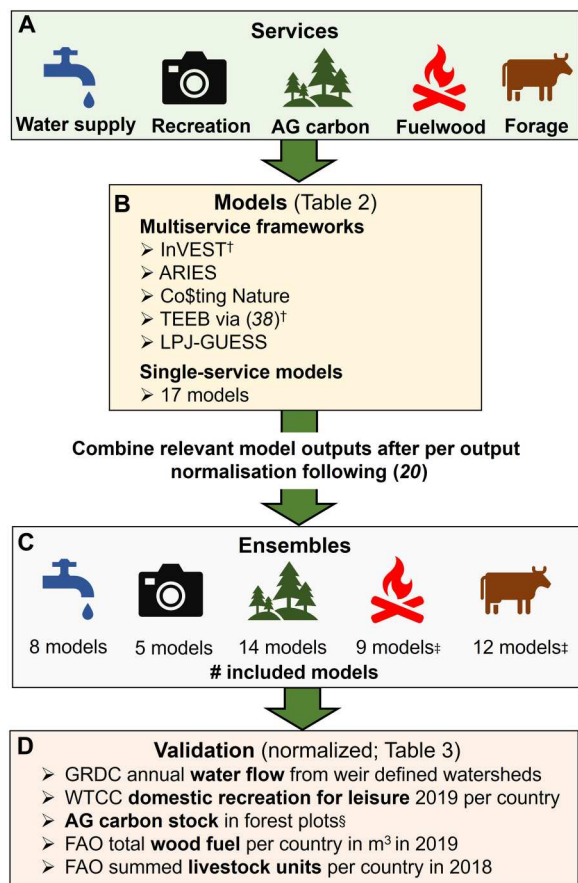 A
Services
Water supply Recreation AG carbon Fuelwood Forage
B
Models (Table 2)
Multiservice frameworks
➢ InVEST†
➢ ARIES
➢ Co$ting Nature
➢ TEEB via (38)†
➢ LPJ-GUESS
Single-service models
➢ 17 models
Combine relevant model outputs after per output
normalisation following (20)
C
Ensembles
8 models 5 models 14 models 9 models‡ 12 models‡
# included models
D
Validation (normalized; Table 3)
➢ GRDC annual water flow from weir defined watersheds
➢ WTCC domestic recreation for leisure 2019 per country
➢ AG carbon stock in forest plots§
➢ FAO total wood fuel per country in m³ in 2019
➢ FAO summed livestock units per country in 2018